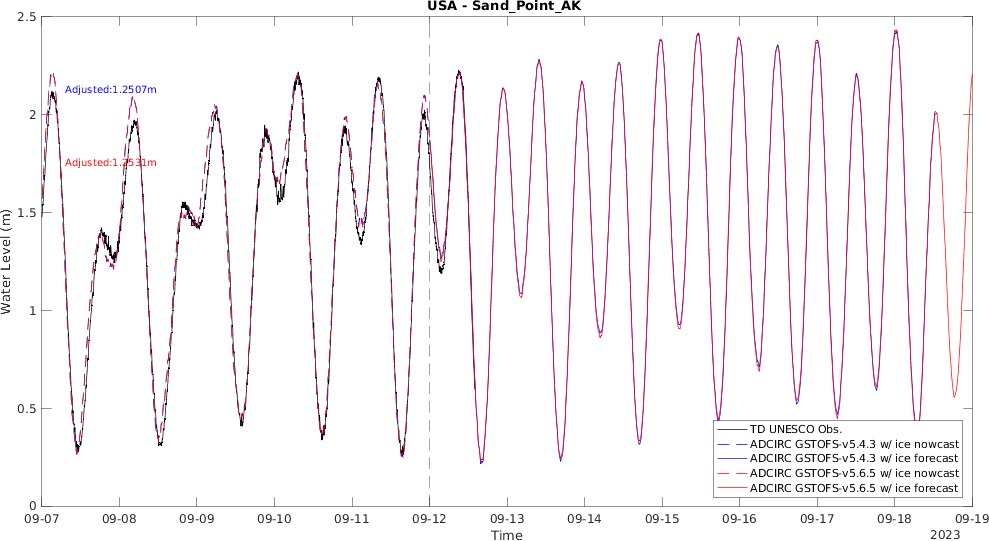 USA - Sand_Point_AK
2.5
2
1.5
1
0.5
0
Water Level (m)
Adjusted:1.2507m
Adjusted:1.2531m
TD UNESCO Obs.
ADCIRC GSTOFS-v5.4.3 w/ ice nowcast
ADCIRC GSTOFS-v5.4.3 w/ ice forecast
ADCIRC GSTOFS-v5.6.5 w/ ice nowcast
ADCIRC GSTOFS-v5.6.5 w/ ice forecast
09-07 09-08 09-09 09-10 09-11 09-12 09-13 09-14 09-15 09-16 09-17 09-18 09-19
Time
2023